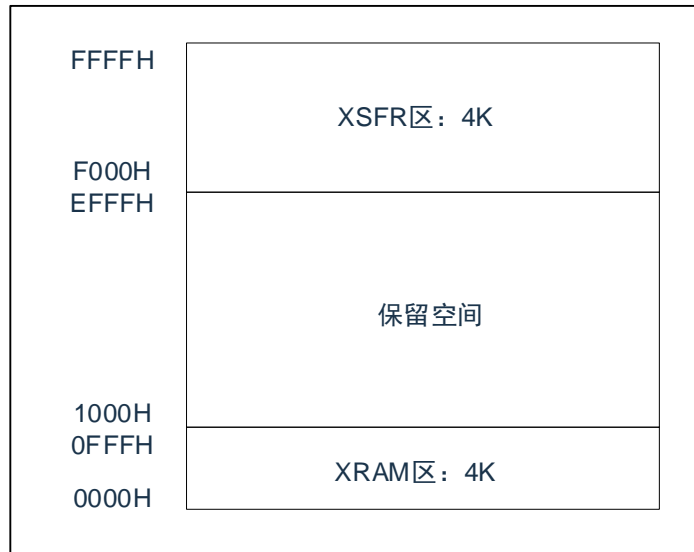 FFFFH
XSFR区：4K
F000H
EFFFH
保留空间
1000H
0FFFH
XRAM区：4K
0000H